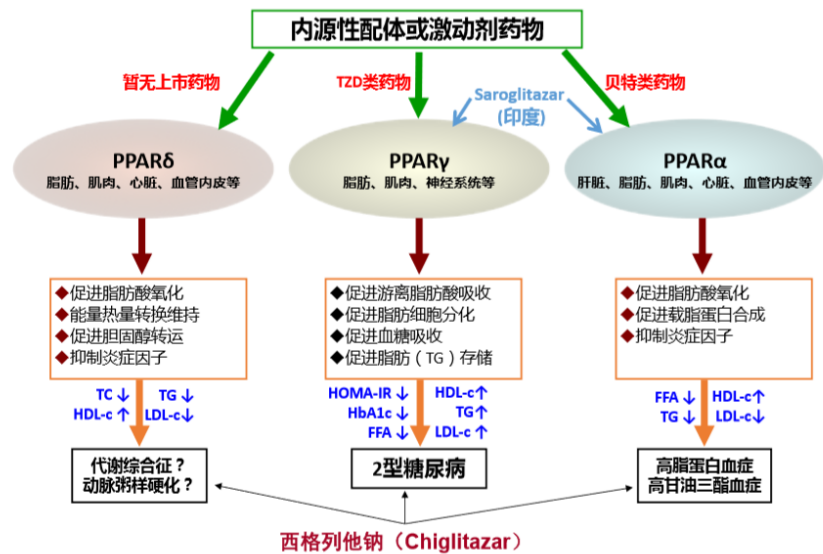 内源性配体或激动剂药物
暂无上市药物
TZD类药物
贝特类药物
Saroglitazar
(印度)
PPARδ
脂肪、肌肉、心脏、血管内皮等
PPARγ
脂肪、肌肉、神经系统等
PPARα
肝脏、脂肪、肌肉、心脏、血管内皮等
◆促进脂肪酸氧化
◆能量热量转换维持
◆促进胆固醇转运
◆抑制炎症因子
◆促进游离脂肪酸吸收
◆促进脂肪细胞分化
◆促进血糖吸收
◆促进脂肪（TG）存储
◆促进脂肪酸氧化
◆促进载脂蛋白合成
◆抑制炎症因子
TC↓ TG↓
HDL-c↑ LDL-c↓
HOMA-IR↓ HDL-c↑
HbA1c↓ TG↑
FFA↓ LDL-c↑
FFA↓ HDL-c↑
TG↓ LDL-c↓
代谢综合征？
动脉粥样硬化？
2型糖尿病
高脂蛋白血症
高甘油三酯血症
西格列他钠（Chiglitazar）